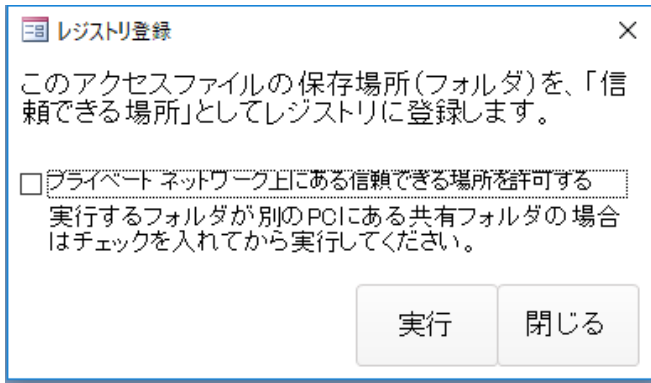 レジストリ登録
このアクセスファイルの保存場所(フォルダ)を、「信
頼できる場所」としてレジストリに登録します。
プライベート ネットワーク上にある信頼できる場所を許可する
実行するフォルダが別のPCにある共有フォルダの場合
はチェックを入れてから実行してください。
実行
閉じる